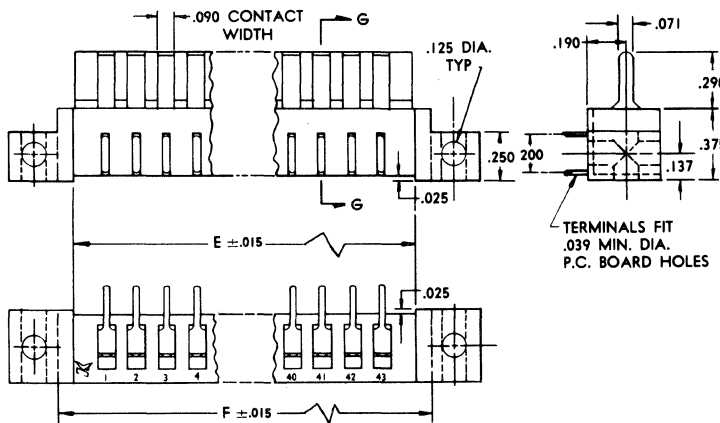 .090 CONTACT
WIDTH
G
.125 DIA.
TYP
.190
.071
.290
.250
200
.375
.137
G
.025
TERMINALS FIT
.039 MIN. DIA.
P.C. BOARD HOLES
E ±.015
.025
1 2 3 4 40 41 42 43
F ±.015